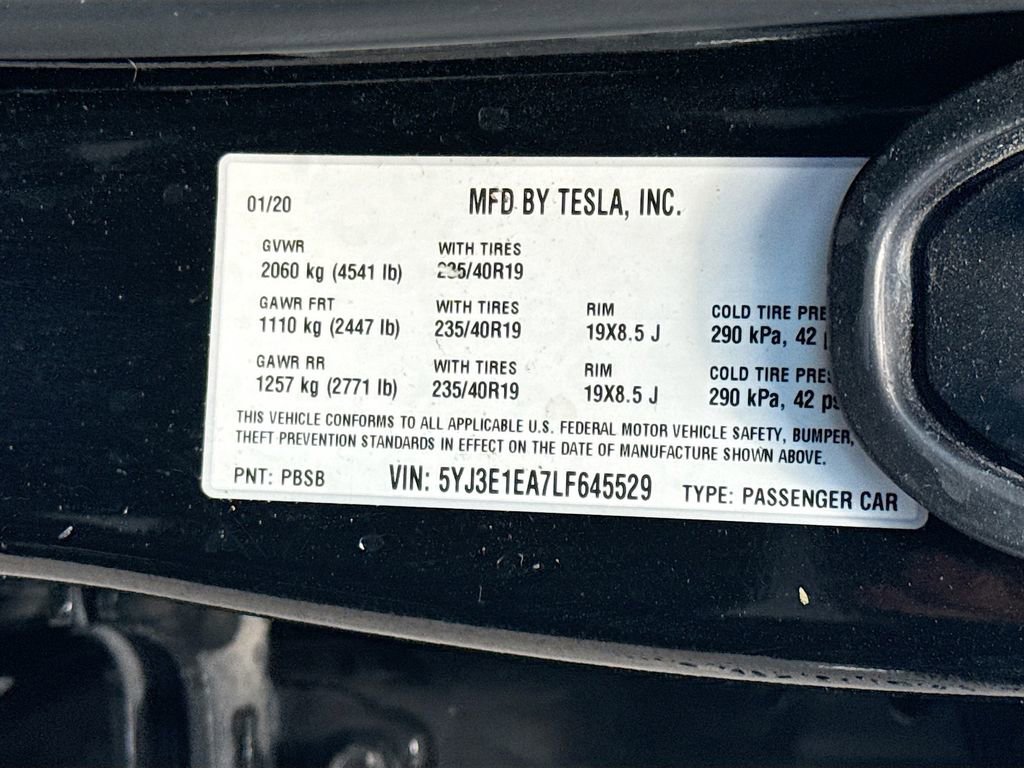 01/20 MFD BY TESLA, INC.
GVWR WITH TIRES
2060 kg (4541 lb) 235/40R19
GAWR FRT WITH TIRES RIM COLD TIRE
1110 kg (2447 lb) 235/40R19 19X8.5 J 290 kPa, 42
GAWR RR WITH TIRES RIM COLD TIRE
1257 kg (2771 lb) 235/40R19 19X8.5 J 290 kPa, 42
THIS VEHICLE CONFORMS TO ALL APPLICABLE U.S. FEDERAL MOTOR VEHICLE SAFETY, BUMPER,
THEFT PREVENTION STANDARDS IN EFFECT ON THE DATE OF MANUFACTURE SHOWN ABOVE.
PNT: PBSB VIN: 5YJ3E1EA7LF645529 TYPE: PASSENGER CAR